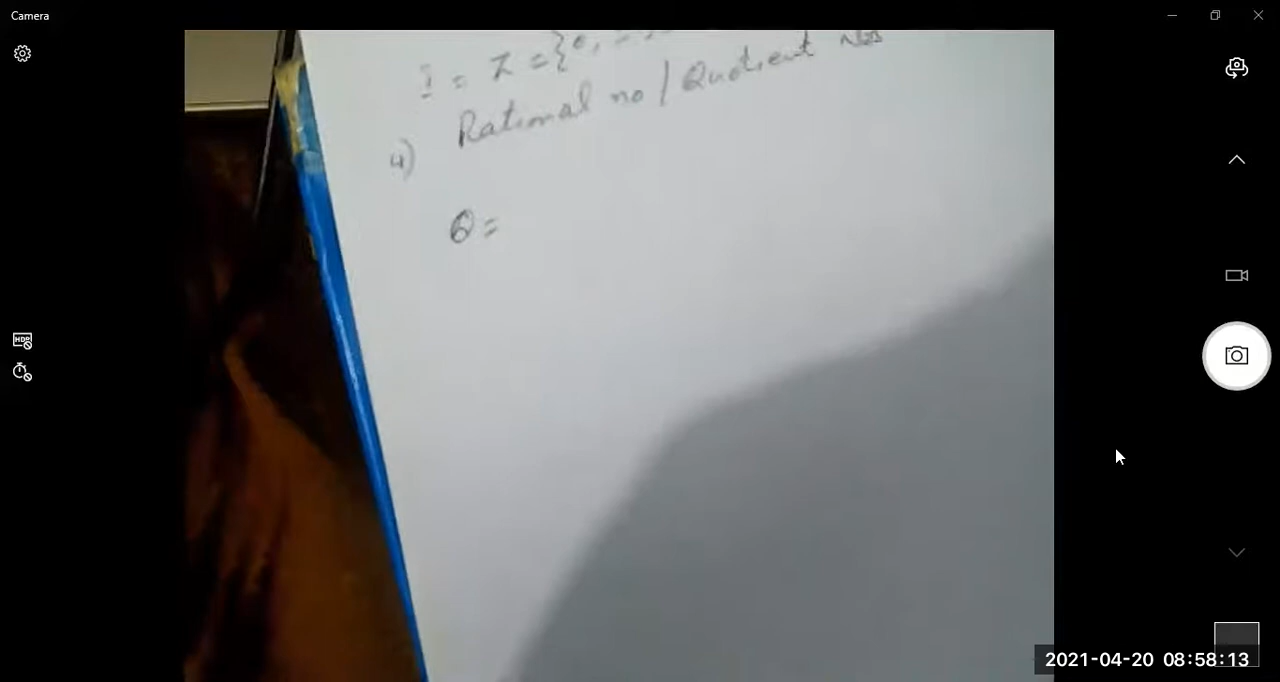 Camera
I = Z = {0, 
Rational no / Quotient nos
4)
Q =
2021-04-20 08:58:13